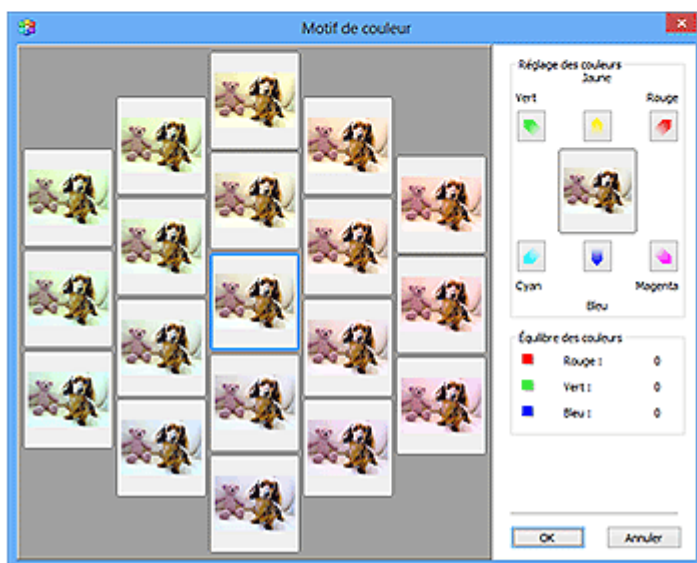 Motif de couleur
Réglage des couleurs
Jaune
Vert
Rouge
Cyan
Magenta
Bleu
Équilibre des couleurs
Rouge : 0
Vert : 0
Bleu : 0
OK
Annuler